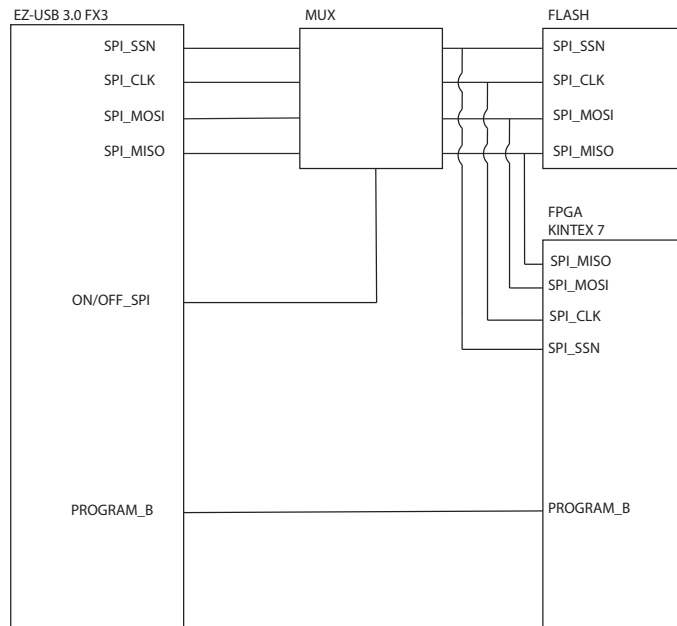 EZ-USB 3.0 FX3
SPI_SSN
SPI_CLK
SPI_MOSI
SPI_MISO
ON/OFF_SPI
PROGRAM_B
MUX
FLASH
SPI_SSN
SPI_CLK
SPI_MOSI
SPI_MISO
FPGA
KINTEX 7
SPI_MISO
SPI_MOSI
SPI_CLK
SPI_SSN
PROGRAM_B